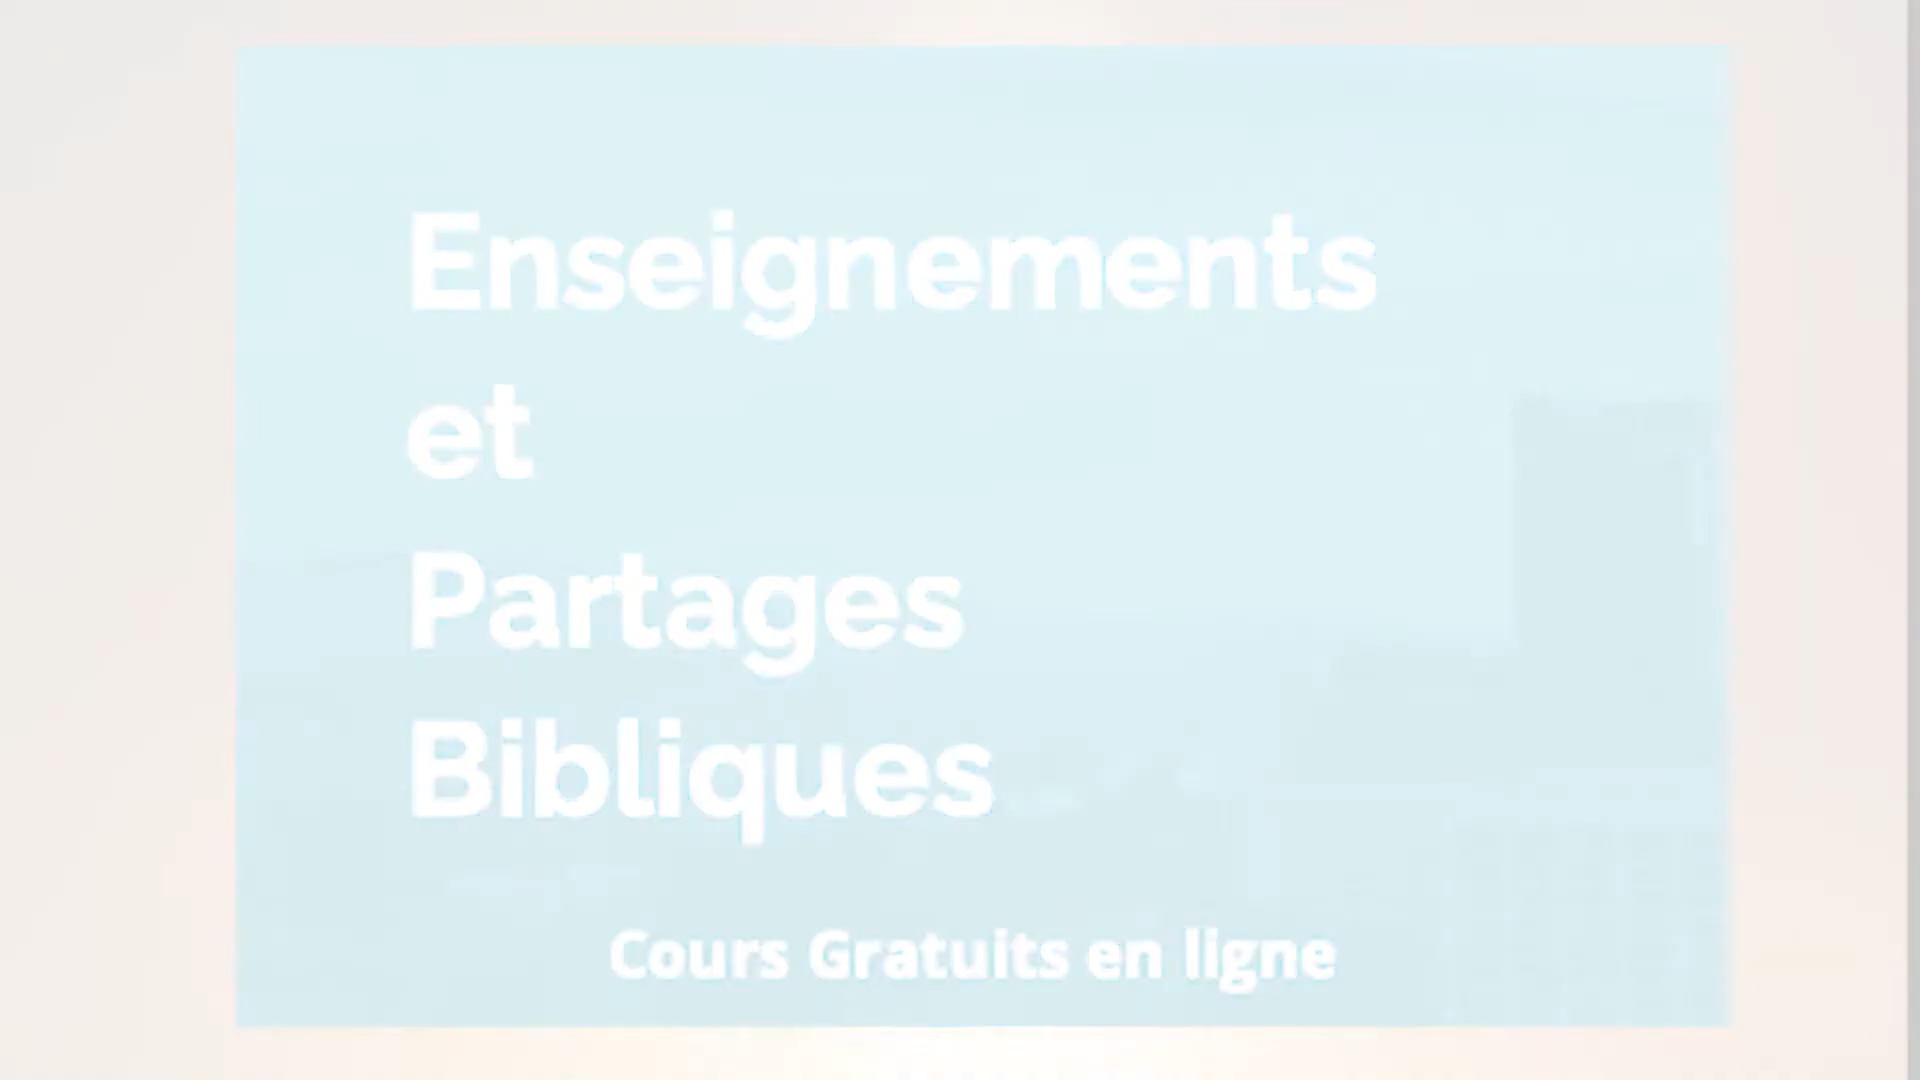 Enseignements
et
Partages
Bibliques
Cours Gratuits en ligne